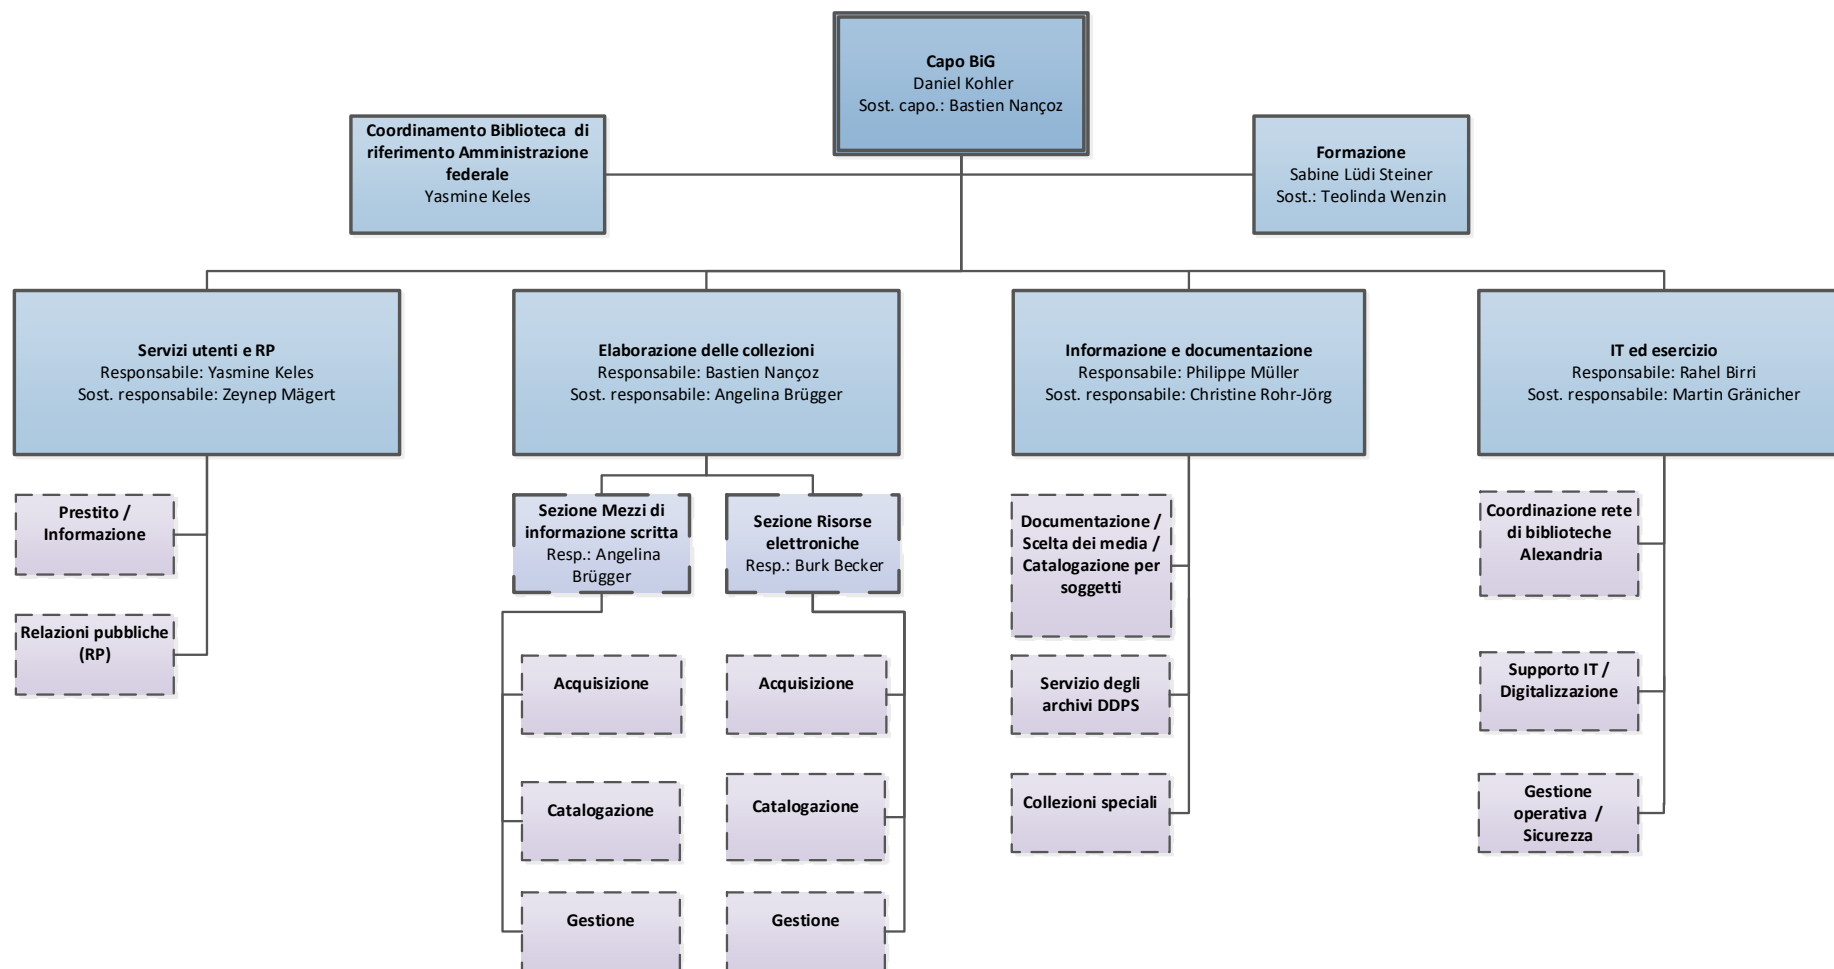 Capo BiG
Daniel Kohler
Sost. capo.: Bastien Nançoz
Coordinamento Biblioteca di
riferimento Amministrazione
federale
Yasmine Keles
Formazione
Sabine Lüdi Steiner
Sost.: Teolinda Wenzin
Servizi utenti e RP
Responsabile: Yasmine Keles
Sost. responsabile: Zeynep Mägert
Elaborazione delle collezioni
Responsabile: Bastien Nançoz
Sost. responsabile: Angelina Brügger
Informazione e documentazione
Responsabile: Philippe Müller
Sost. responsabile: Christine Rohr-Jörg
IT ed esercizio
Responsabile: Rahel Birri
Sost. responsabile: Martin Gränicher
Prestito /
Informazione
Relazioni pubbliche
(RP)
Sezione Mezzi di
informazione scritta
Resp.: Angelina
Brügger
Acquisizione
Catalogazione
Gestione
Sezione Risorse
elettroniche
Resp.: Burk Becker
Acquisizione
Catalogazione
Gestione
Documentazione /
Scelta dei media /
Catalogazione per
soggetti
Servizio degli
archivi DDPS
Collezioni speciali
Coordinazione rete
di biblioteche
Alexandria
Supporto IT /
Digitalizzazione
Gestione
operativa /
Sicurezza